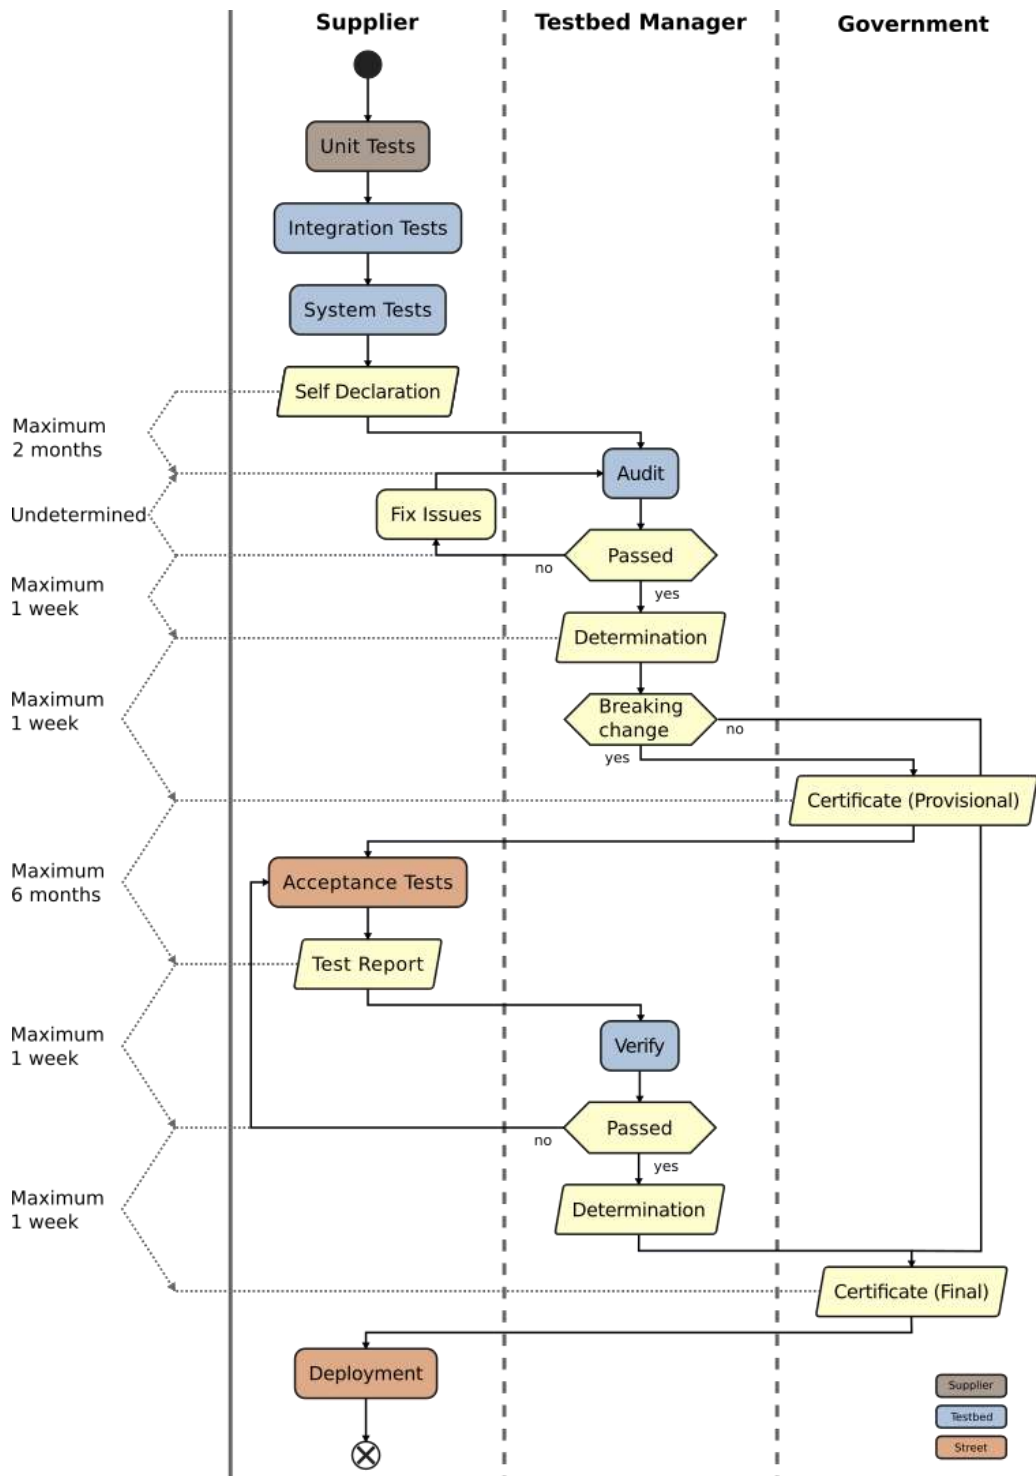 Supplier
Testbed Manager
Government
Unit Tests
Integration Tests
System Tests
Self Declaration
Maximum
2 months
Audit
Undetermined
Fix Issues
Passed
no
yes
Maximum
1 week
Determination
Maximum
1 week
Breaking
change
no
yes
Certificate (Provisional)
Maximum
6 months
Acceptance Tests
Test Report
Maximum
1 week
Verify
Passed
no
yes
Maximum
1 week
Determination
Certificate (Final)
Deployment
Supplier
Testbed
Street